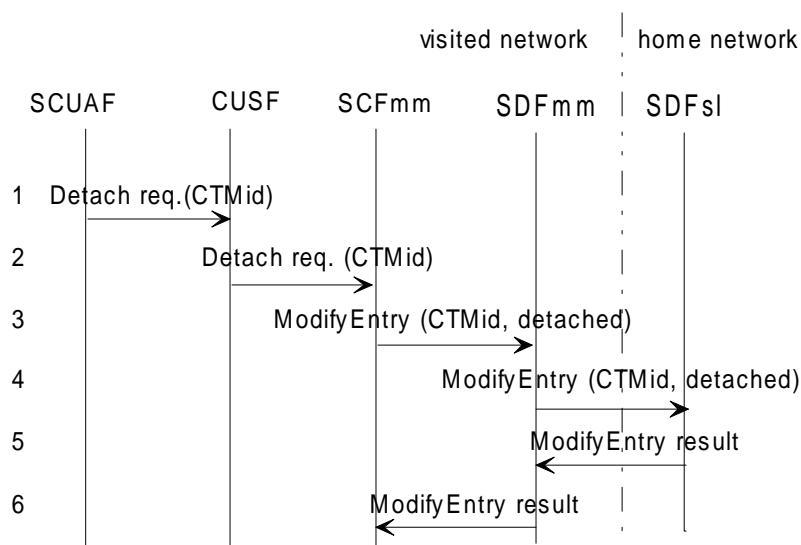 visited network home network
SCUAF CUSF SCFmm SDFmm SDFsl
1 Detach req.(CTMid)
2 Detach req. (CTMid)
3 ModifyEntry (CTMid, detached)
4 ModifyEntry (CTMid, detached)
5 ModifyEntry result
6 ModifyEntry result